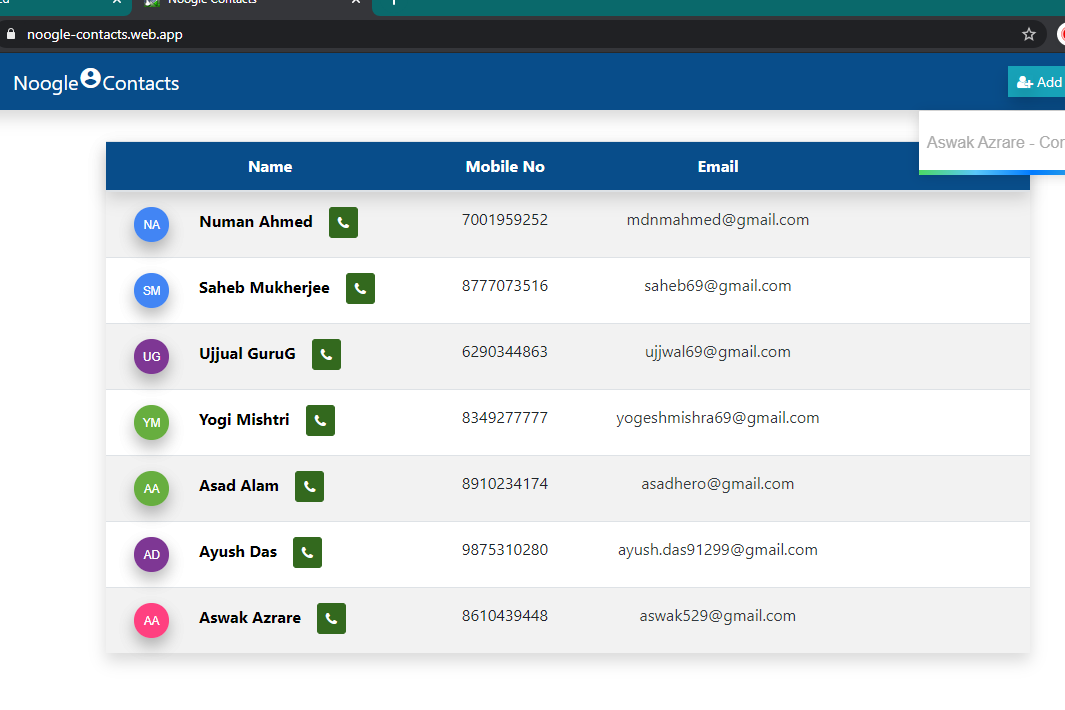 Noogle Contacts
noogle-contacts.web.app
Noogle Contacts
Add
Aswak Azrare - Con
Name Mobile No Email
NA Numan Ahmed 7001959252 mdnmahmed@gmail.com
SM Saheb Mukherjee 8777073516 saheb69@gmail.com
UG Ujjual GuruG 6290344863 ujjwal69@gmail.com
YM Yogi Mishtri 8349277777 yogeshmishra69@gmail.com
AA Asad Alam 8910234174 asadhero@gmail.com
AD Ayush Das 9875310280 ayush.das91299@gmail.com
AA Aswak Azrare 8610439448 aswak529@gmail.com